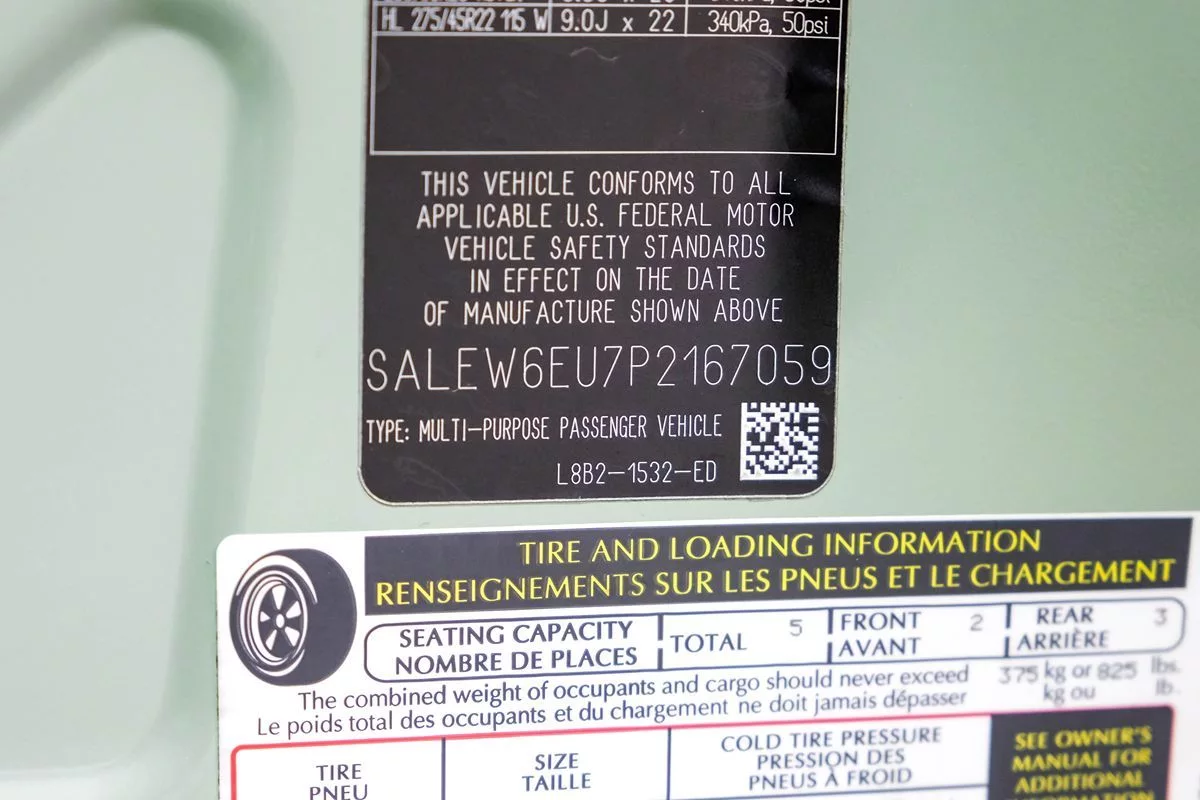 HL 275/45R22 115 W 9.0J x 22 340kPa, 50psi
THIS VEHICLE CONFORMS TO ALL
APPLICABLE U.S. FEDERAL MOTOR
VEHICLE SAFETY STANDARDS
IN EFFECT ON THE DATE
OF MANUFACTURE SHOWN ABOVE
SALEW6EU7P2167059
TYPE: MULTI-PURPOSE PASSENGER VEHICLE
L8B2-1532-ED
TIRE AND LOADING INFORMATION
RENSEIGNEMENTS SUR LES PNEUS ET LE CHARGEMENT
SEATING CAPACITY
NOMBRE DE PLACES
TOTAL 5
FRONT 2
AVANT
REAR 3
ARRIÈRE
The combined weight of occupants and cargo should never exceed 375 kg or 825 lbs.
Le poids total des occupants et du chargement ne doit jamais dépasser kg ou lb.
TIRE
PNEU
SIZE
TAILLE
COLD TIRE PRESSURE
PRESSION DES
PNEUS À FROID
SEE OWNER'S
MANUAL FOR
ADDITIONAL
INFORMATION